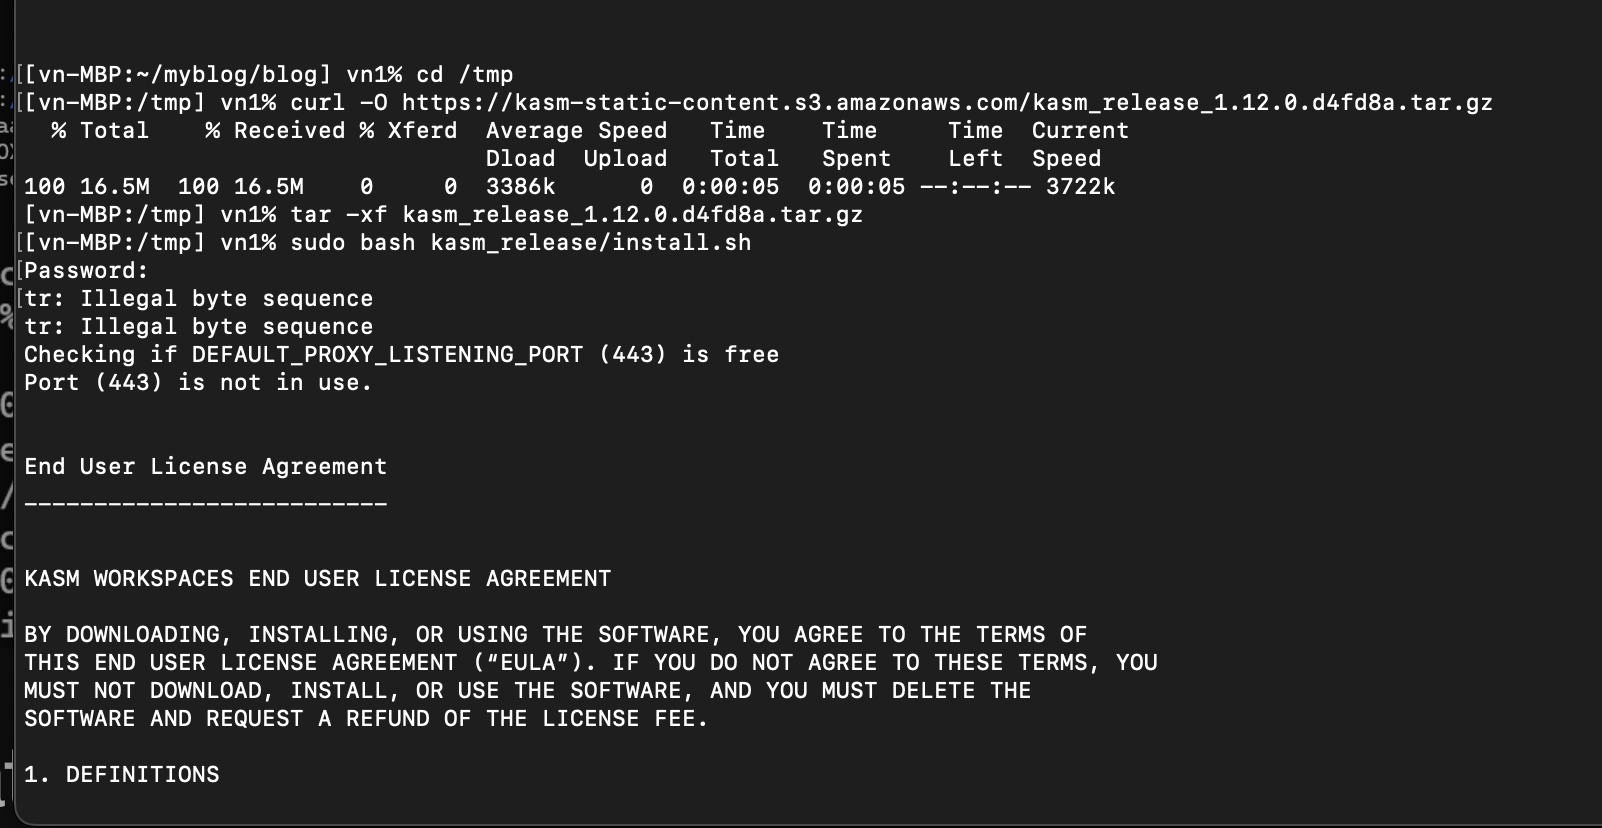 [[vn-MBP:~/myblog/blog] vn1% cd /tmp
[[vn-MBP:/tmp] vn1% curl -O https://kasm-static-content.s3.amazonaws.com/kasm_release_1.12.0.d4fd8a.tar.gz
% Total % Received % Xferd Average Speed Time Time Time Current
Dload Upload Total Spent Left Speed
100 16.5M 100 16.5M 0 0 3386k 0 0:00:05 0:00:05 --:--:-- 3722k
[vn-MBP:/tmp] vn1% tar -xf kasm_release_1.12.0.d4fd8a.tar.gz
[[vn-MBP:/tmp] vn1% sudo bash kasm_release/install.sh
[Password:
[tr: Illegal byte sequence
tr: Illegal byte sequence
Checking if DEFAULT_PROXY_LISTENING_PORT (443) is free
Port (443) is not in use.
End User License Agreement
__________________________
KASM WORKSPACES END USER LICENSE AGREEMENT
BY DOWNLOADING, INSTALLING, OR USING THE SOFTWARE, YOU AGREE TO THE TERMS OF
THIS END USER LICENSE AGREEMENT (“EULA”). IF YOU DO NOT AGREE TO THESE TERMS, YOU
MUST NOT DOWNLOAD, INSTALL, OR USE THE SOFTWARE, AND YOU MUST DELETE THE
SOFTWARE AND REQUEST A REFUND OF THE LICENSE FEE.
1. DEFINITIONS